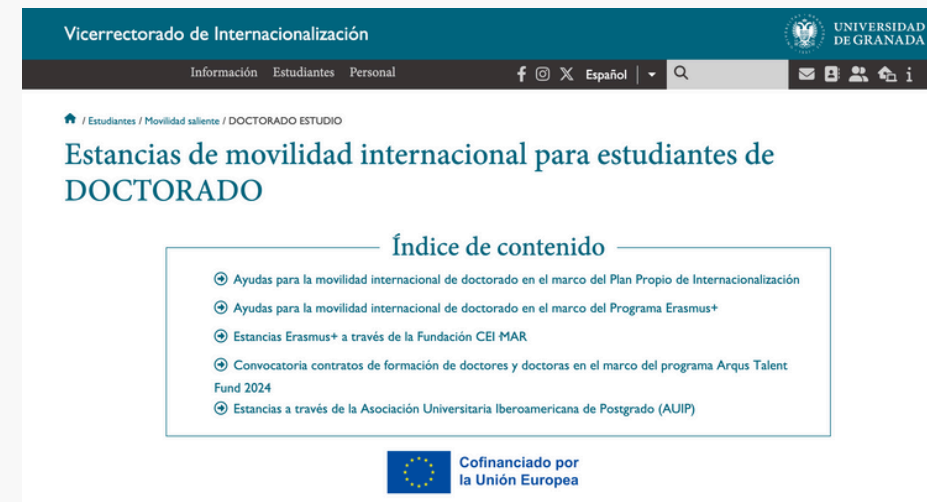 Vicerrectorado de Internacionalización
UNIVERSIDAD
DE GRANADA
Información Estudiantes Personal
Español
/ Estudiantes / Movilidad saliente / DOCTORADO ESTUDIO
Estancias de movilidad internacional para estudiantes de
DOCTORADO
Índice de contenido
Ayudas para la movilidad internacional de doctorado en el marco del Plan Propio de Internacionalización
Ayudas para la movilidad internacional de doctorado en el marco del Programa Erasmus+
Estancias Erasmus+ a través de la Fundación CEI·MAR
Convocatoria contratos de formación de doctores y doctoras en el marco del programa Arqus Talent
Fund 2024
Estancias a través de la Asociación Universitaria Iberoamericana de Postgrado (AUIP)
Cofinanciado por
la Unión Europea